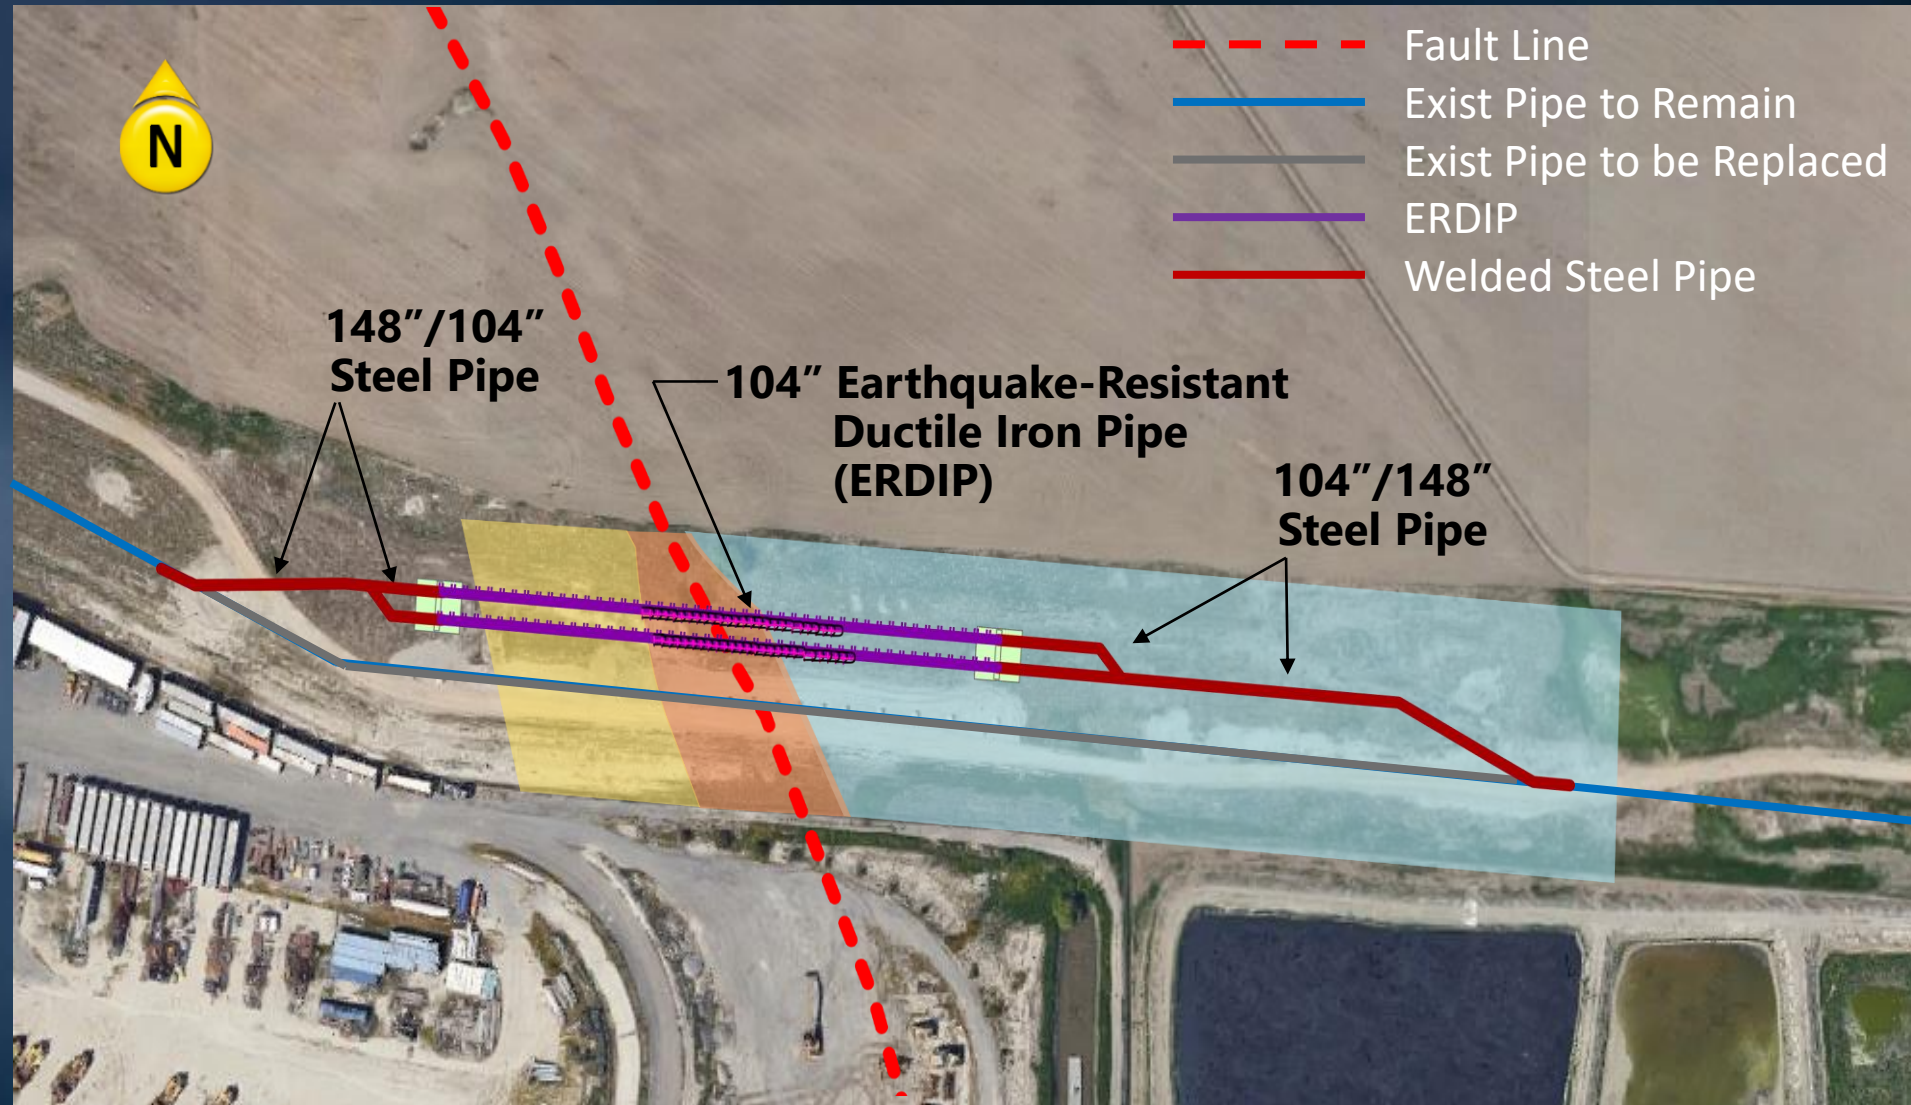 N
Fault Line
Exist Pipe to Remain
Exist Pipe to be Replaced
ERDIP
Welded Steel Pipe
148”/104”
Steel Pipe
104” Earthquake-Resistant
Ductile Iron Pipe
(ERDIP)
104”/148”
Steel Pipe